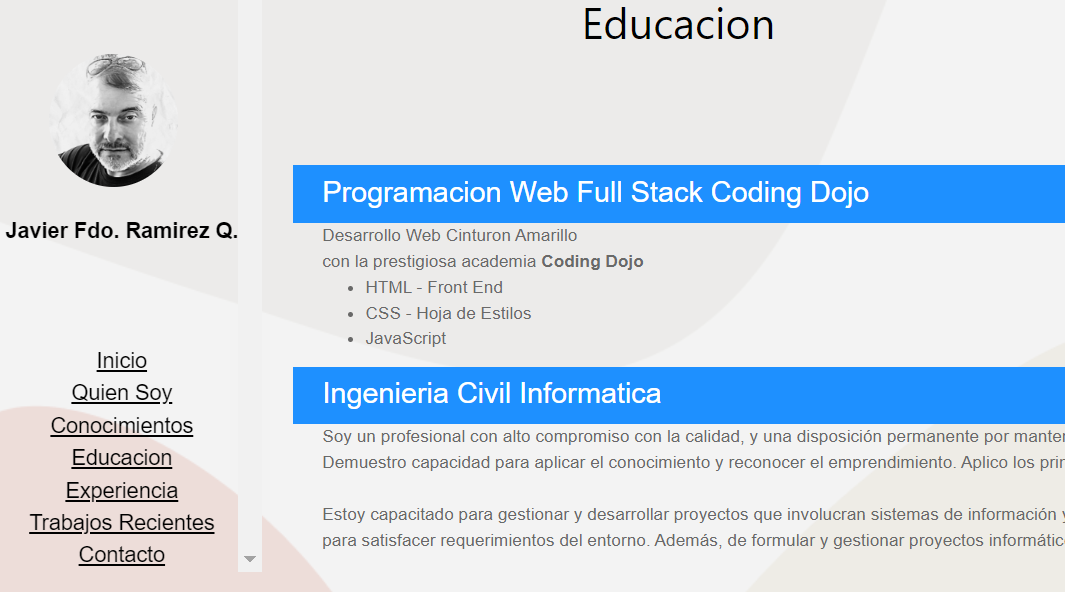 Educacion
Javier Fdo. Ramirez Q.
Inicio
Quien Soy
Conocimientos
Educacion
Experiencia
Trabajos Recientes
Contacto
Programacion Web Full Stack Coding Dojo
Desarrollo Web Cinturon Amarillo
con la prestigiosa academia Coding Dojo
• HTML - Front End
• CSS - Hoja de Estilos
• JavaScript
Ingenieria Civil Informatica
Soy un profesional con alto compromiso con la calidad, y una disposición permanente por
Demuestro capacidad para aplicar el conocimiento y reconocer el emprendimiento. Aplico los
Estoy capacitado para gestionar y desarrollar proyectos que involucran sistemas de información y
para satisfacer requerimientos del entorno. Además, de formular y gestionar proyectos